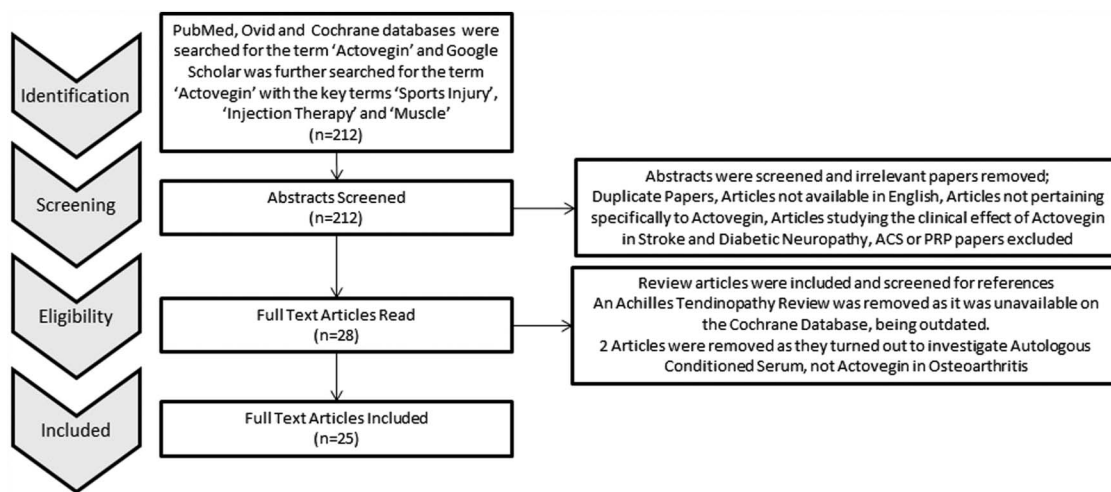 Identification
PubMed, Ovid and Cochrane databases were
searched for the term ‘Actovegin’ and Google
Scholar was further searched for the term
‘Actovegin’ with the key terms ‘Sports Injury’,
‘Injection Therapy’ and ‘Muscle’
(n=212)
Screening
Abstracts Screened
(n=212)
Abstracts were screened and irrelevant papers removed;
Duplicate Papers, Articles not available in English, Articles not pertaining
specifically to Actovegin, Articles studying the clinical effect of Actovegin
in Stroke and Diabetic Neuropathy, ACS or PRP papers excluded
Eligibility
Full Text Articles Read
(n=28)
Review articles were included and screened for references
An Achilles Tendinopathy Review was removed as it was unavailable on
the Cochrane Database, being outdated.
2 Articles were removed as they turned out to investigate Autologous
Conditioned Serum, not Actovegin in Osteoarthritis
Included
Full Text Articles Included
(n=25)